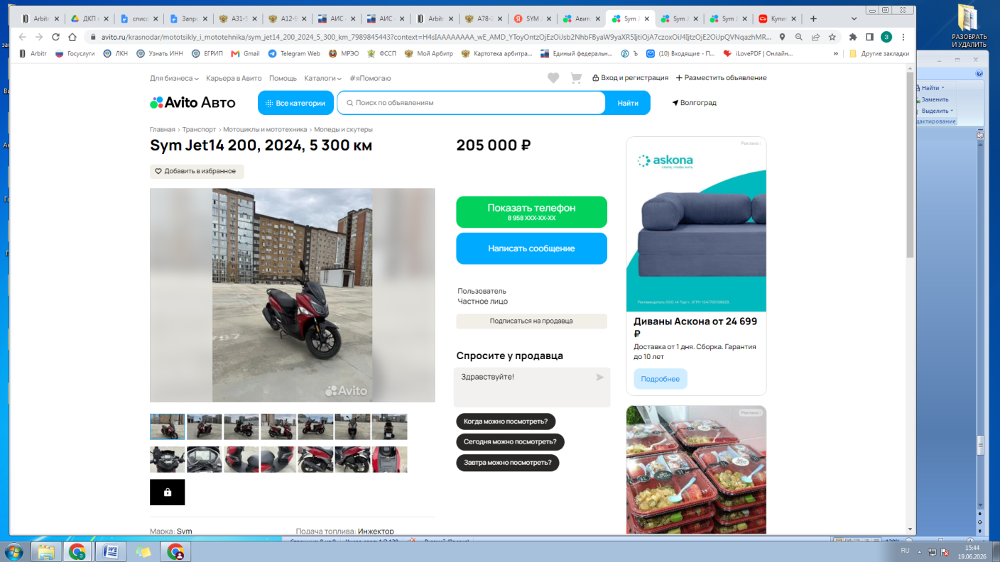 Arbitr
ДКП
списо
Запро
A31-5
A12-9
АИС -
АИС -
Arbitr
A78-2
SYM J
Авито
Sym J
Sym J
Sym J
Купит
avito.ru/krasnodar/mototsikly_i_mototehnika/sym_jet14_200_2024_5_300_km_7989845443?context=
3
Arbitr
Госуслуги
ЛКН
Узнать ИНН
ЕГРИП
Gmail
Telegram Web
МРЭО
ФССП
Мой Арбитр
Картотека арбитра...
Единый федеральн...
Ъ
(10) Входящие - П...
iLovePDF | Онлайн...
»
Другие закладки
РАЗОБРАТЬ
И УДАЛИТЬ
Найти
Заменить
Выделить
Для бизнеса
Карьера в Авито
Помощь
Каталоги
#яПомогаю
Вход и регистрация
Разместить объявление
Avito Авто
Все категории
Поиск по объявлениям
Найти
Волгоград
Главная › Транспорт › Мотоциклы и мототехника › Мопеды и скутеры
Sym Jet14 200, 2024, 5 300 км
205 000 ₽
Добавить в избранное
Avito
Показать телефон
8 958 XXX-XX-XX
Написать сообщение
Пользователь
Частное лицо
Подписаться на продавца
Спросите у продавца
Здравствуйте!
Когда можно посмотреть?
Сегодня можно посмотреть?
Завтра можно посмотреть?
Марка: Sym
Подача топлива: Инжектор
Реклама
askona
Диваны Аскона от 24 699
₽
Доставка от 1 дня. Сборка. Гарантия
до 10 лет
Подробнее
Реклама
RU
15:44
19.06.2026